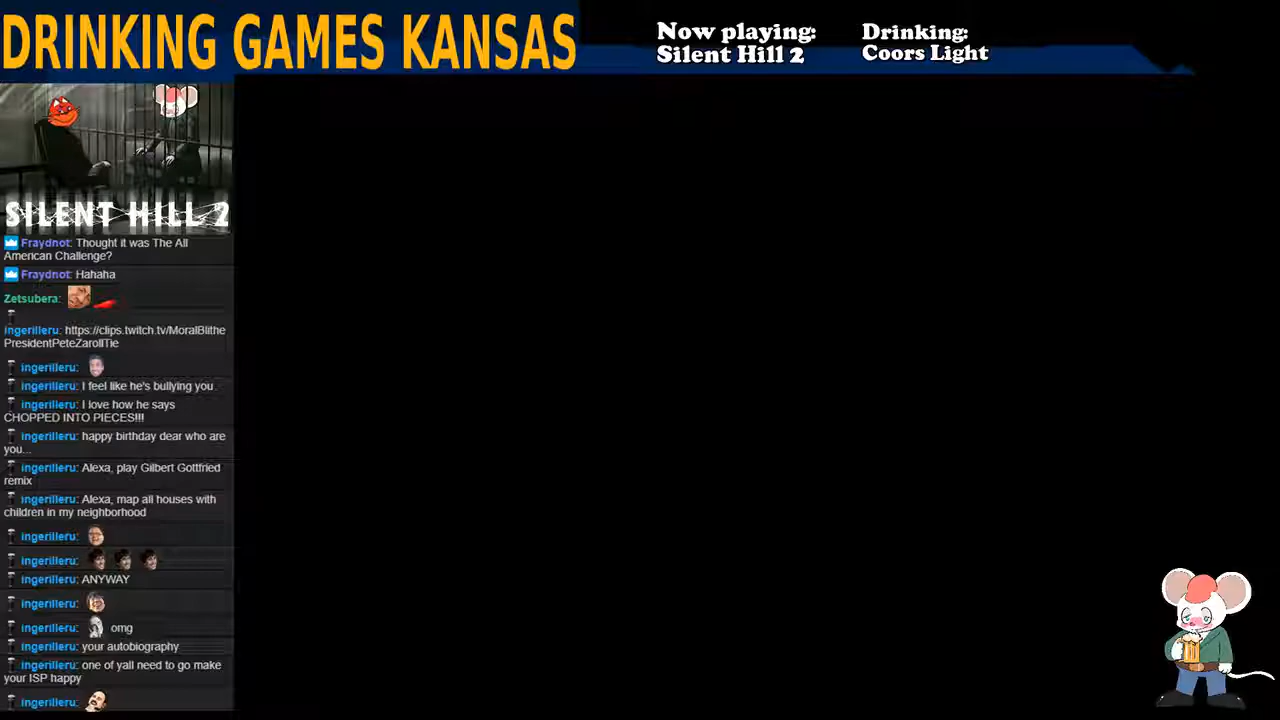 DRINKING GAMES KANSAS
Now playing:
Silent Hill 2
Drinking:
Coors Light
SILENT HILL 2
Fraydnot: Thought it was The All
American Challenge?
Fraydnot: Hahaha
Zetsubera:
ingerilleru: https://clips.twitch.tv/MoralBlithe
PresidentPeteZarollTie
ingerilleru:
ingerilleru: I feel like he's bullying you
ingerilleru: I love how he says
CHOPPED INTO PIECES!!!
ingerilleru: happy birthday dear who are
you...
ingerilleru: Alexa, play Gilbert Gottfried
remix
ingerilleru: Alexa, map all houses with
children in my neighborhood
ingerilleru:
ingerilleru:
ingerilleru: ANYWAY
ingerilleru:
ingerilleru: omg
ingerilleru: your autobiography
ingerilleru: one of yall need to go make
your ISP happy
ingerilleru: